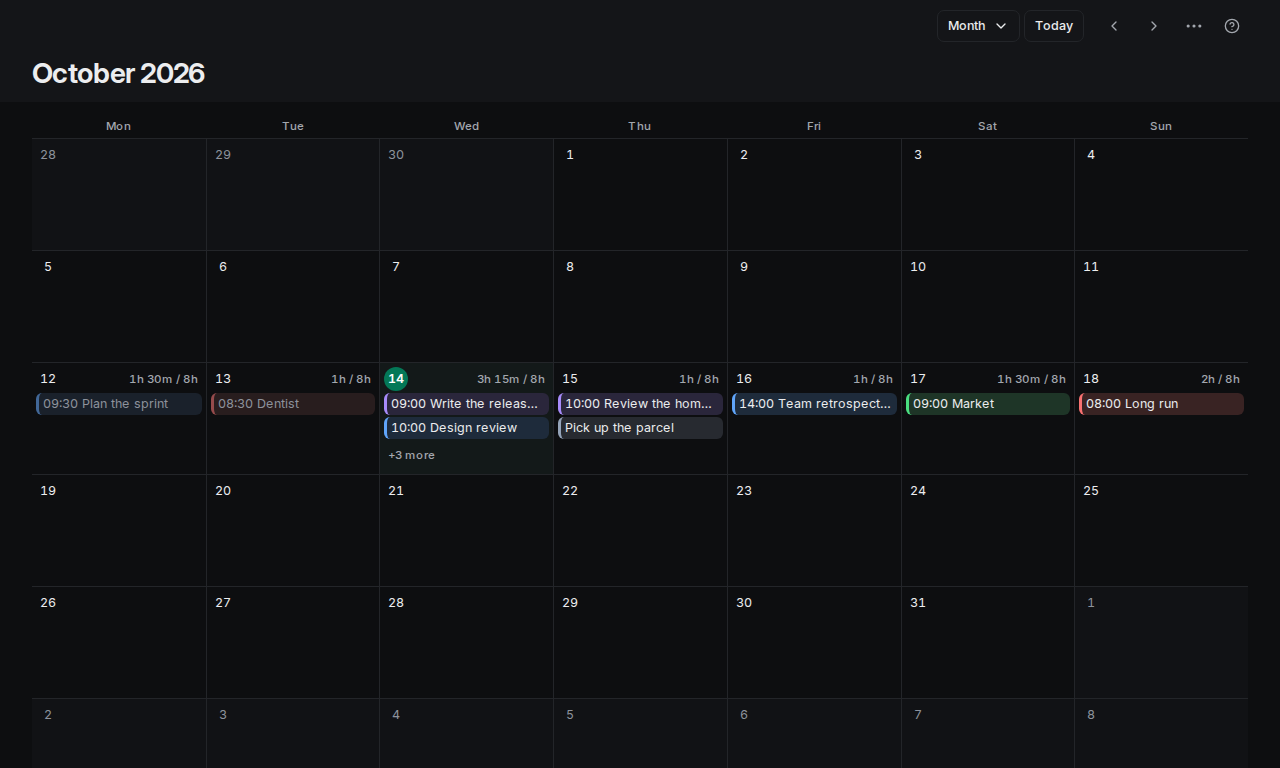 Month Today
October 2026
Mon Tue Wed Thu Fri Sat Sun
28 29 30 1 2 3 4
5 6 7 8 9 10 11
12 1h 30m / 8h 13 1h / 8h 14 3h 15m / 8h 15 1h / 8h 16 1h / 8h 17 1h 30m / 8h 18 2h / 8h
09:30 Plan the sprint 08:30 Dentist 09:00 Write the releas... 10:00 Review the hom... 14:00 Team retrospect... 09:00 Market 08:00 Long run
10:00 Design review Pick up the parcel
+3 more
19 20 21 22 23 24 25
26 27 28 29 30 31 1
2 3 4 5 6 7 8